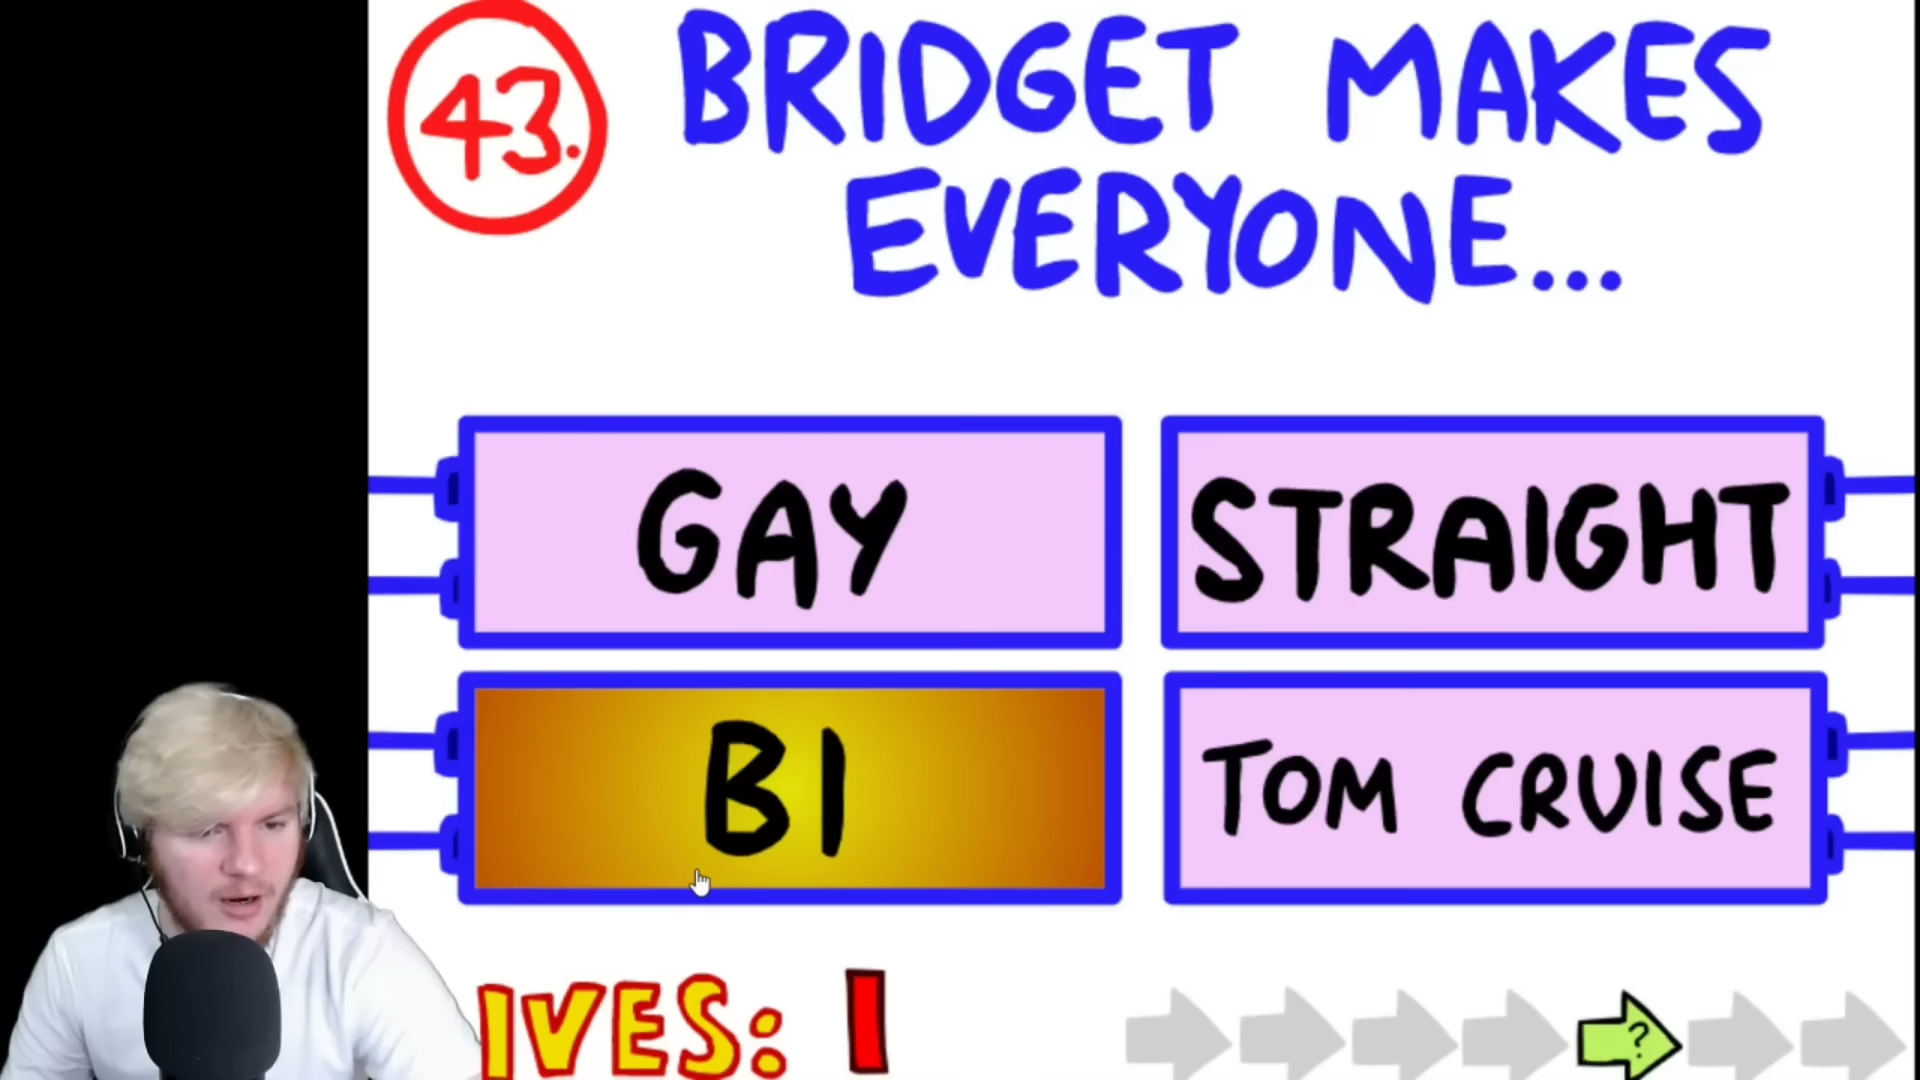 43.
BRIDGET MAKES
EVERYONE...
GAY
STRAIGHT
BI
TOM CRUISE
IVES: 1
?